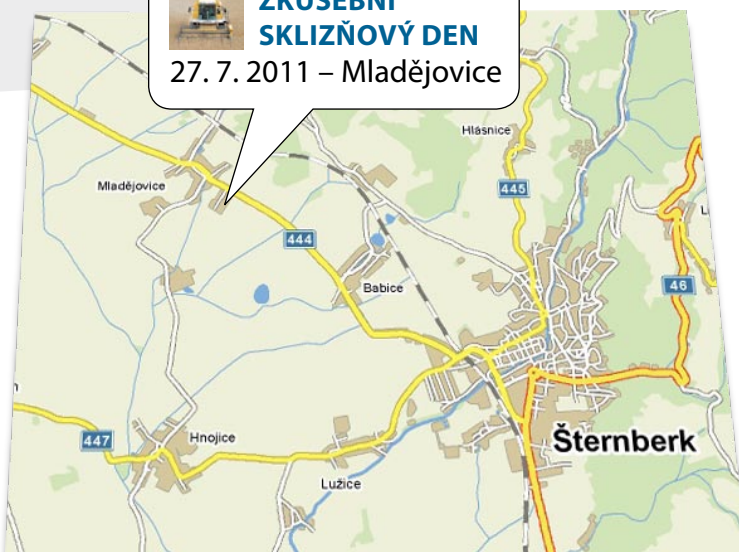 ZKUŠEBNÍ
SKLIZŇOVÝ DEN
27. 7. 2011 – Mladějovice
Hlásnice
Mladějovice
445
444
46
Babice
447
Hnojice
Šternberk
Lužice